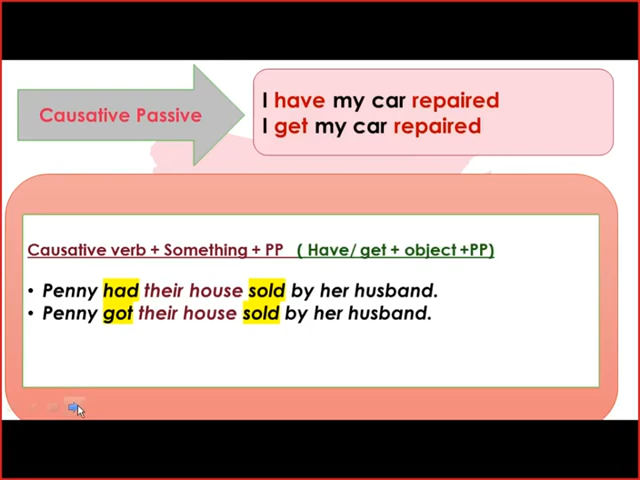 Causative Passive
I have my car repaired
I get my car repaired
Causative verb + Something + PP ( Have/ get + object +PP)
• Penny had their house sold by her husband.
• Penny got their house sold by her husband.